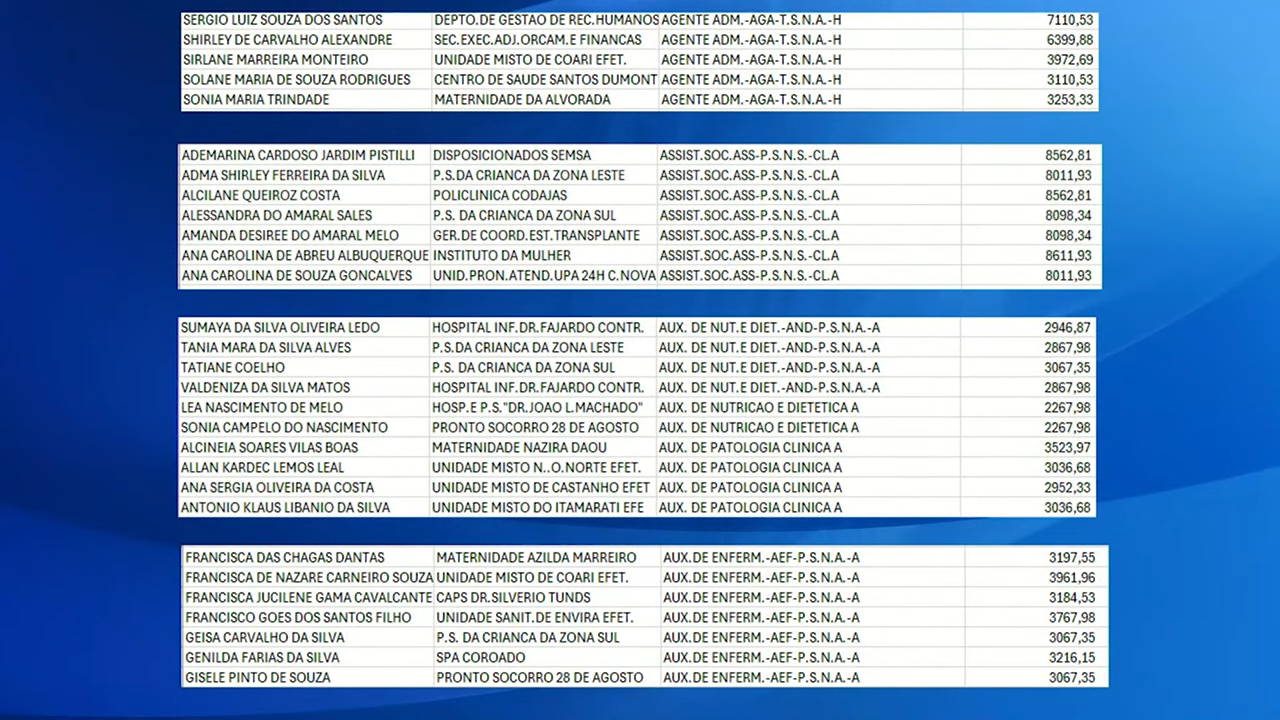 SERGIO LUIZ SOUZA DOS SANTOS DEPTO.DE GESTAO DE REC.HUMANOS AGENTE ADM.-AGA-T.S.N.A.-H 7110,53
SHIRLEY DE CARVALHO ALEXANDRE SEC.EXEC.ADJ.ORCAM.E FINANCAS AGENTE ADM.-AGA-T.S.N.A.-H 6399,88
SIRLANE MARREIRA MONTEIRO UNIDADE MISTO DE COARI EFET. AGENTE ADM.-AGA-T.S.N.A.-H 3972,69
SOLANE MARIA DE SOUZA RODRIGUES CENTRO DE SAUDE SANTOS DUMONT AGENTE ADM.-AGA-T.S.N.A.-H 3110,53
SONIA MARIA TRINDADE MATERNIDADE DA ALVORADA AGENTE ADM.-AGA-T.S.N.A.-H 3253,33
ADEMARINA CARDOSO JARDIM PISTILLI DISPOSICIONADOS SEMSA ASSIST.SOC.ASS-P.S.N.S.-CL.A 8562,81
ADMA SHIRLEY FERREIRA DA SILVA P.S.DA CRIANCA DA ZONA LESTE ASSIST.SOC.ASS-P.S.N.S.-CL.A 8011,93
ALCILANE QUEIROZ COSTA POLICLINICA CODAJAS ASSIST.SOC.ASS-P.S.N.S.-CL.A 8562,81
ALESSANDRA DO AMARAL SALES P.S. DA CRIANCA DA ZONA SUL ASSIST.SOC.ASS-P.S.N.S.-CL.A 8098,34
AMANDA DESIREE DO AMARAL MELO GER.DE COORD.EST.TRANSPLANTE ASSIST.SOC.ASS-P.S.N.S.-CL.A 8098,34
ANA CAROLINA DE ABREU ALBUQUERQUE INSTITUTO DA MULHER ASSIST.SOC.ASS-P.S.N.S.-CL.A 8611,93
ANA CAROLINA DE SOUZA GONCALVES UNID.PRON.ATEND.UPA 24H C.NOVA ASSIST.SOC.ASS-P.S.N.S.-CL.A 8011,93
SUMAYA DA SILVA OLIVEIRA LEDO HOSPITAL INF.DR.FAJARDO CONTR. AUX. DE NUT.E DIET.-AND-P.S.N.A.-A 2946,87
TANIA MARA DA SILVA ALVES P.S.DA CRIANCA DA ZONA LESTE AUX. DE NUT.E DIET.-AND-P.S.N.A.-A 2867,98
TATIANE COELHO P.S. DA CRIANCA DA ZONA SUL AUX. DE NUT.E DIET.-AND-P.S.N.A.-A 3067,35
VALDENIZA DA SILVA MATOS HOSPITAL INF.DR.FAJARDO CONTR. AUX. DE NUT.E DIET.-AND-P.S.N.A.-A 2867,98
LEA NASCIMENTO DE MELO HOSP.E P.S."DR.JOAO L.MACHADO" AUX. DE NUTRICAO E DIETETICA A 2267,98
SONIA CAMPELO DO NASCIMENTO PRONTO SOCORRO 28 DE AGOSTO AUX. DE NUTRICAO E DIETETICA A 2267,98
ALCINEIA SOARES VILAS BOAS MATERNIDADE NAZIRA DAOU AUX. DE PATOLOGIA CLINICA A 3523,97
ALLAN KARDEC LEMOS LEAL UNIDADE MISTO N..O.NORTE EFET. AUX. DE PATOLOGIA CLINICA A 3036,68
ANA SERGIA OLIVEIRA DA COSTA UNIDADE MISTO DE CASTANHO EFET AUX. DE PATOLOGIA CLINICA A 2952,33
ANTONIO KLAUS LIBANIO DA SILVA UNIDADE MISTO DO ITAMARATI EFE AUX. DE PATOLOGIA CLINICA A 3036,68
FRANCISCA DAS CHAGAS DANTAS MATERNIDADE AZILDA MARREIRO AUX.DE ENFERM.-AEF-P.S.N.A.-A 3197,55
FRANCISCA DE NAZARE CARNEIRO SOUZA UNIDADE MISTO DE COARI EFET. AUX.DE ENFERM.-AEF-P.S.N.A.-A 3961,96
FRANCISCA JUCILENE GAMA CAVALCANTE CAPS DR.SILVERIO TUNDS AUX.DE ENFERM.-AEF-P.S.N.A.-A 3184,53
FRANCISCO GOES DOS SANTOS FILHO UNIDADE SANIT.DE ENVIRA EFET. AUX.DE ENFERM.-AEF-P.S.N.A.-A 3767,98
GEISA CARVALHO DA SILVA P.S. DA CRIANCA DA ZONA SUL AUX.DE ENFERM.-AEF-P.S.N.A.-A 3067,35
GENILDA FARIAS DA SILVA SPA COROADO AUX.DE ENFERM.-AEF-P.S.N.A.-A 3216,15
GISELE PINTO DE SOUZA PRONTO SOCORRO 28 DE AGOSTO AUX.DE ENFERM.-AEF-P.S.N.A.-A 3067,35